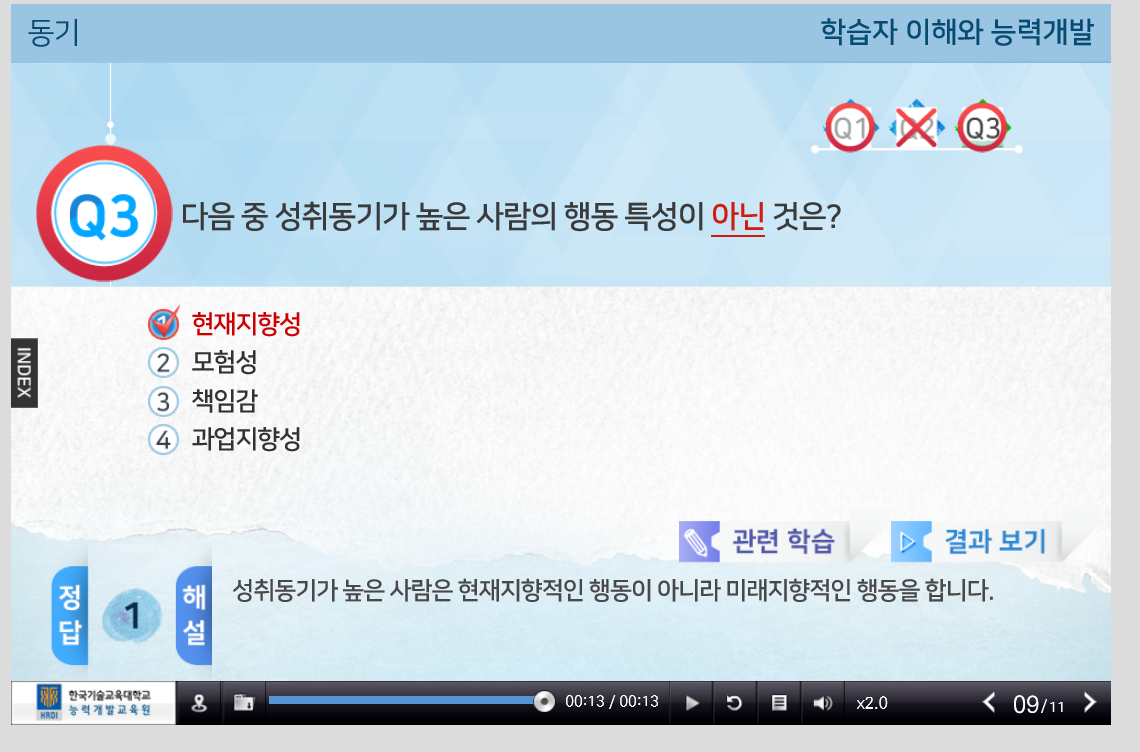 동기
학습자 이해와 능력개발
Q1 Q2 Q3
Q3 다음 중 성취동기가 높은 사람의 행동 특성이 아닌 것은?
1 현재지향성
2 모험성
3 책임감
4 과업지향성
INDEX
관련 학습
결과 보기
정답
1
해설
성취동기가 높은 사람은 현재지향적인 행동이 아니라 미래지향적인 행동을 합니다.
HRDI
한국기술교육대학교
능력개발교육원
00:13 / 00:13
x2.0
09/11